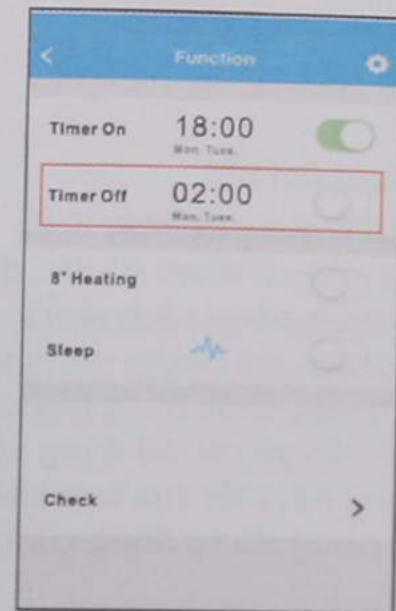 Function
Timer On 18:00
Mon. Tues.
Timer Off 02:00
Mon. Tues.
8° Heating
Sleep
Check